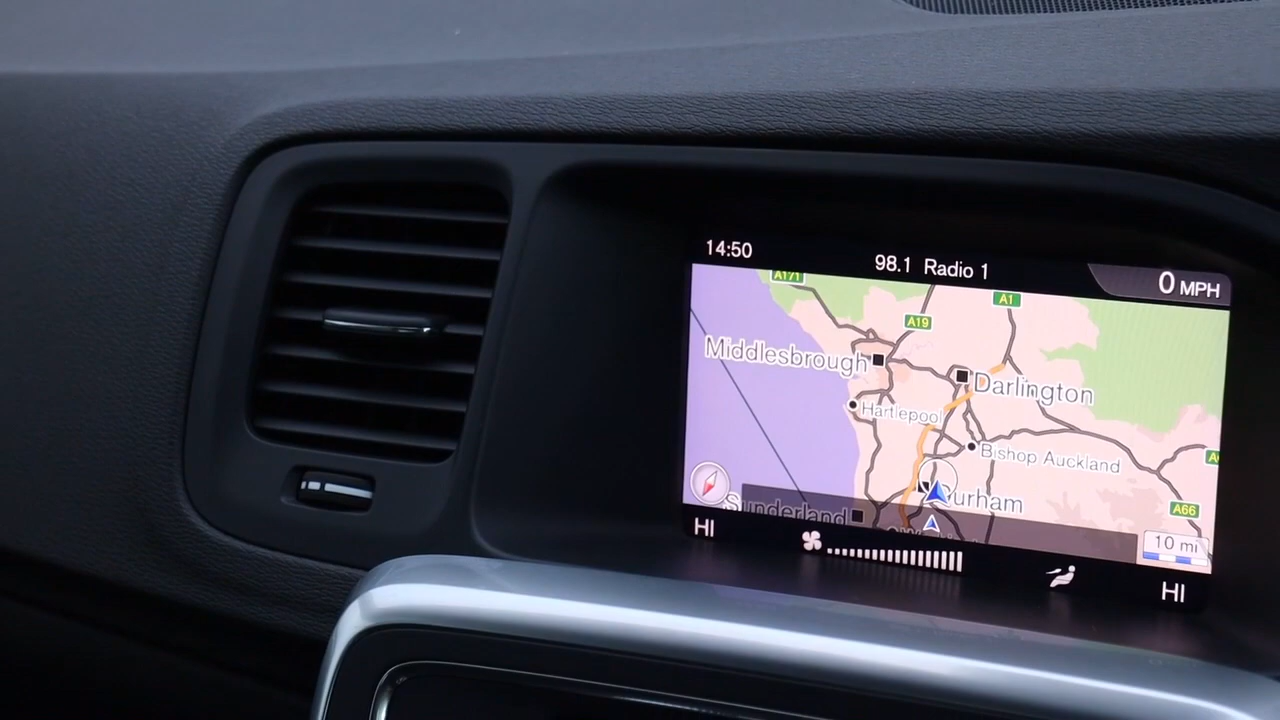 14:50
98.1 Radio 1
0 MPH
A171
A1
A19
Middlesbrough
Darlington
Hartlepool
Bishop Auckland
Durham
A66
Sunderland
10 mi
HI
HI